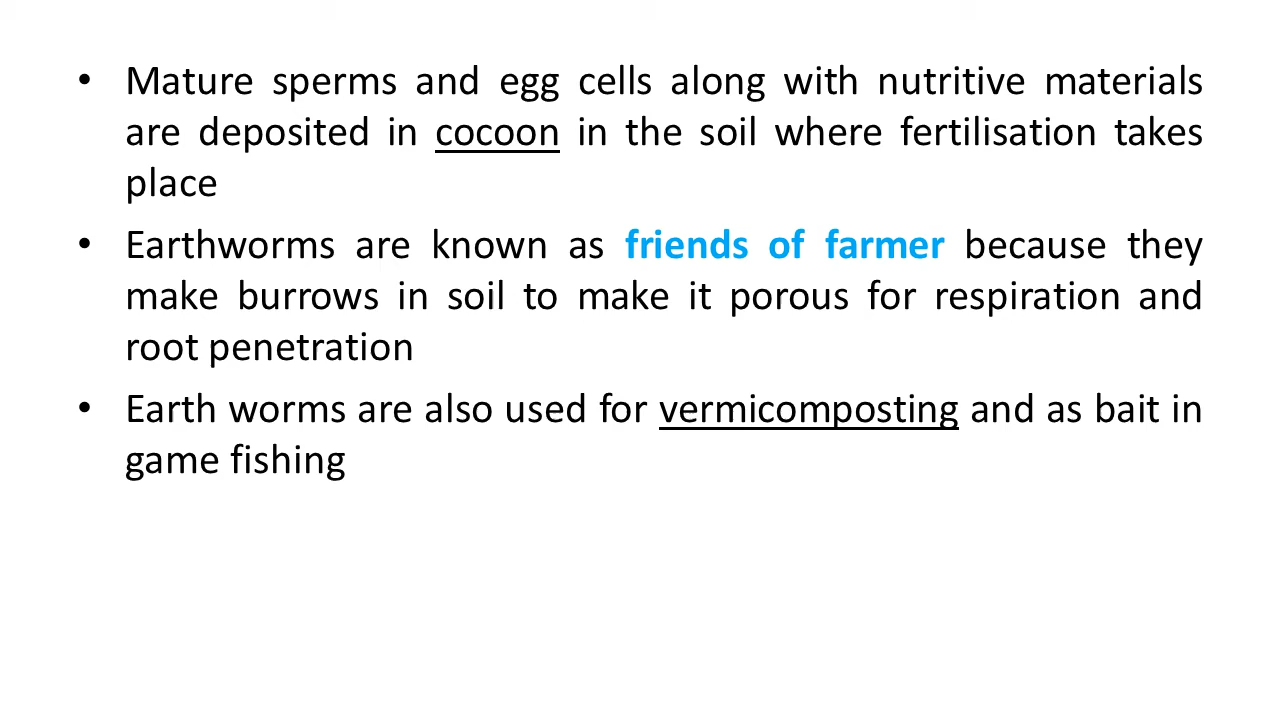 • Mature sperms and egg cells along with nutritive materials
are deposited in cocoon in the soil where fertilisation takes
place
• Earthworms are known as friends of farmer because they
make burrows in soil to make it porous for respiration and
root penetration
• Earth worms are also used for vermicomposting and as bait in
game fishing